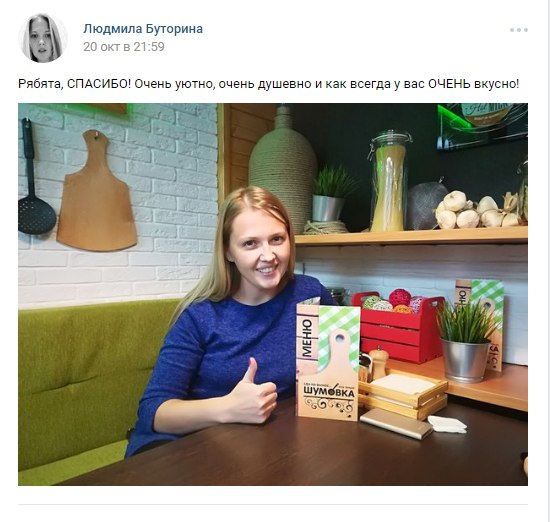 Людмила Буторина
20 окт в 21:59
Рябята, СПАСИБО! Очень уютно, очень душевно и как всегда у вас ОЧЕНЬ вкусно!
МЕНЮ
ШУМОВКА